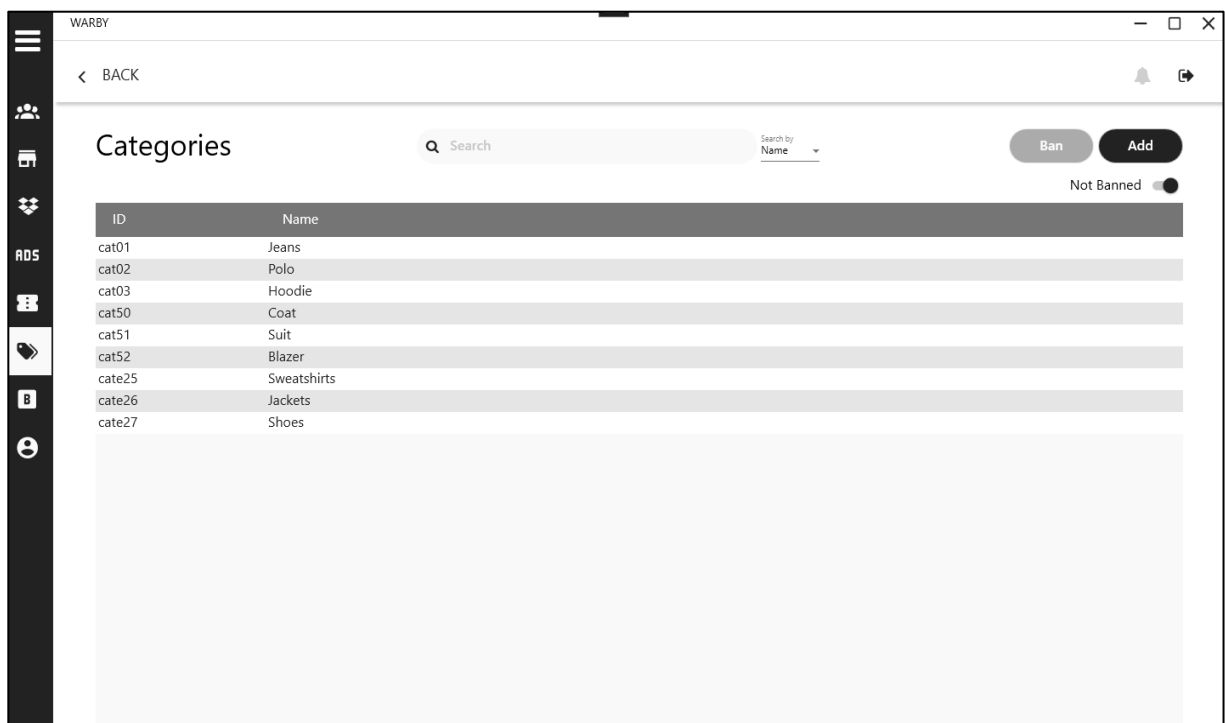 WARBY
BACK
Categories
Search
Search by
Name
Ban
Add
Not Banned
ID Name
cat01 Jeans
cat02 Polo
cat03 Hoodie
cat50 Coat
cat51 Suit
cat52 Blazer
cate25 Sweatshirts
cate26 Jackets
cate27 Shoes
ADS
B